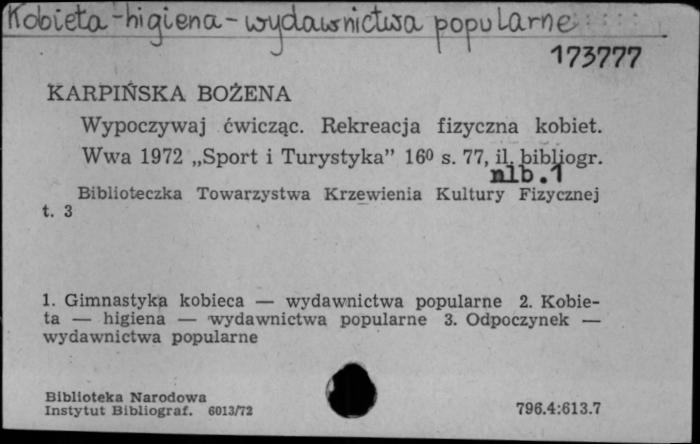 Kobieta-higiena-wydawnictwa popularne
173777
KARPIŃSKA BOŻENA
Wypoczywaj ćwicząc. Rekreacja fizyczna kobiet.
Wwa 1972 „Sport i Turystyka” 16⁰ s. 77, il. bibliogr.
nlb.1
Biblioteczka Towarzystwa Krzewienia Kultury Fizycznej
t. 3
1. Gimnastyka kobieca — wydawnictwa popularne 2. Kobie-
ta — higiena — wydawnictwa popularne 3. Odpoczynek —
wydawnictwa popularne
Biblioteka Narodowa
Instytut Bibliograf. 6013/72
796.4:613.7